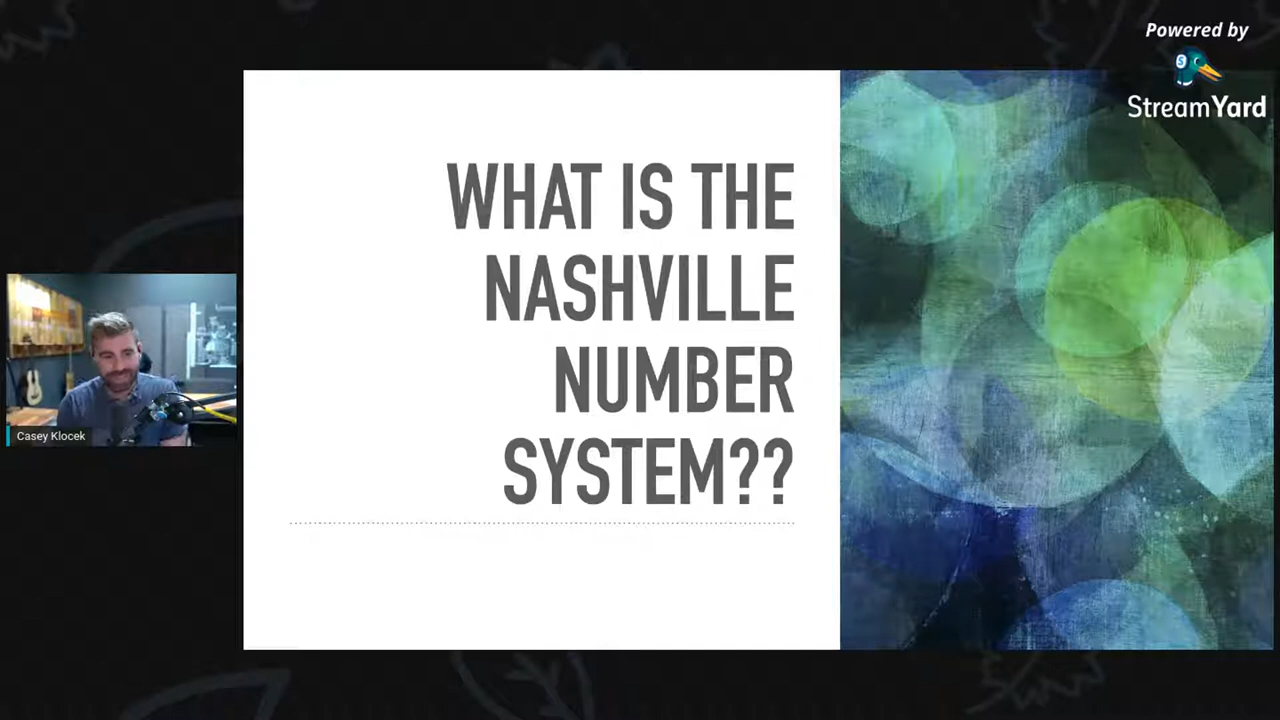 Powered by
StreamYard
WHAT IS THE
NASHVILLE
NUMBER
SYSTEM??
Casey Klocek